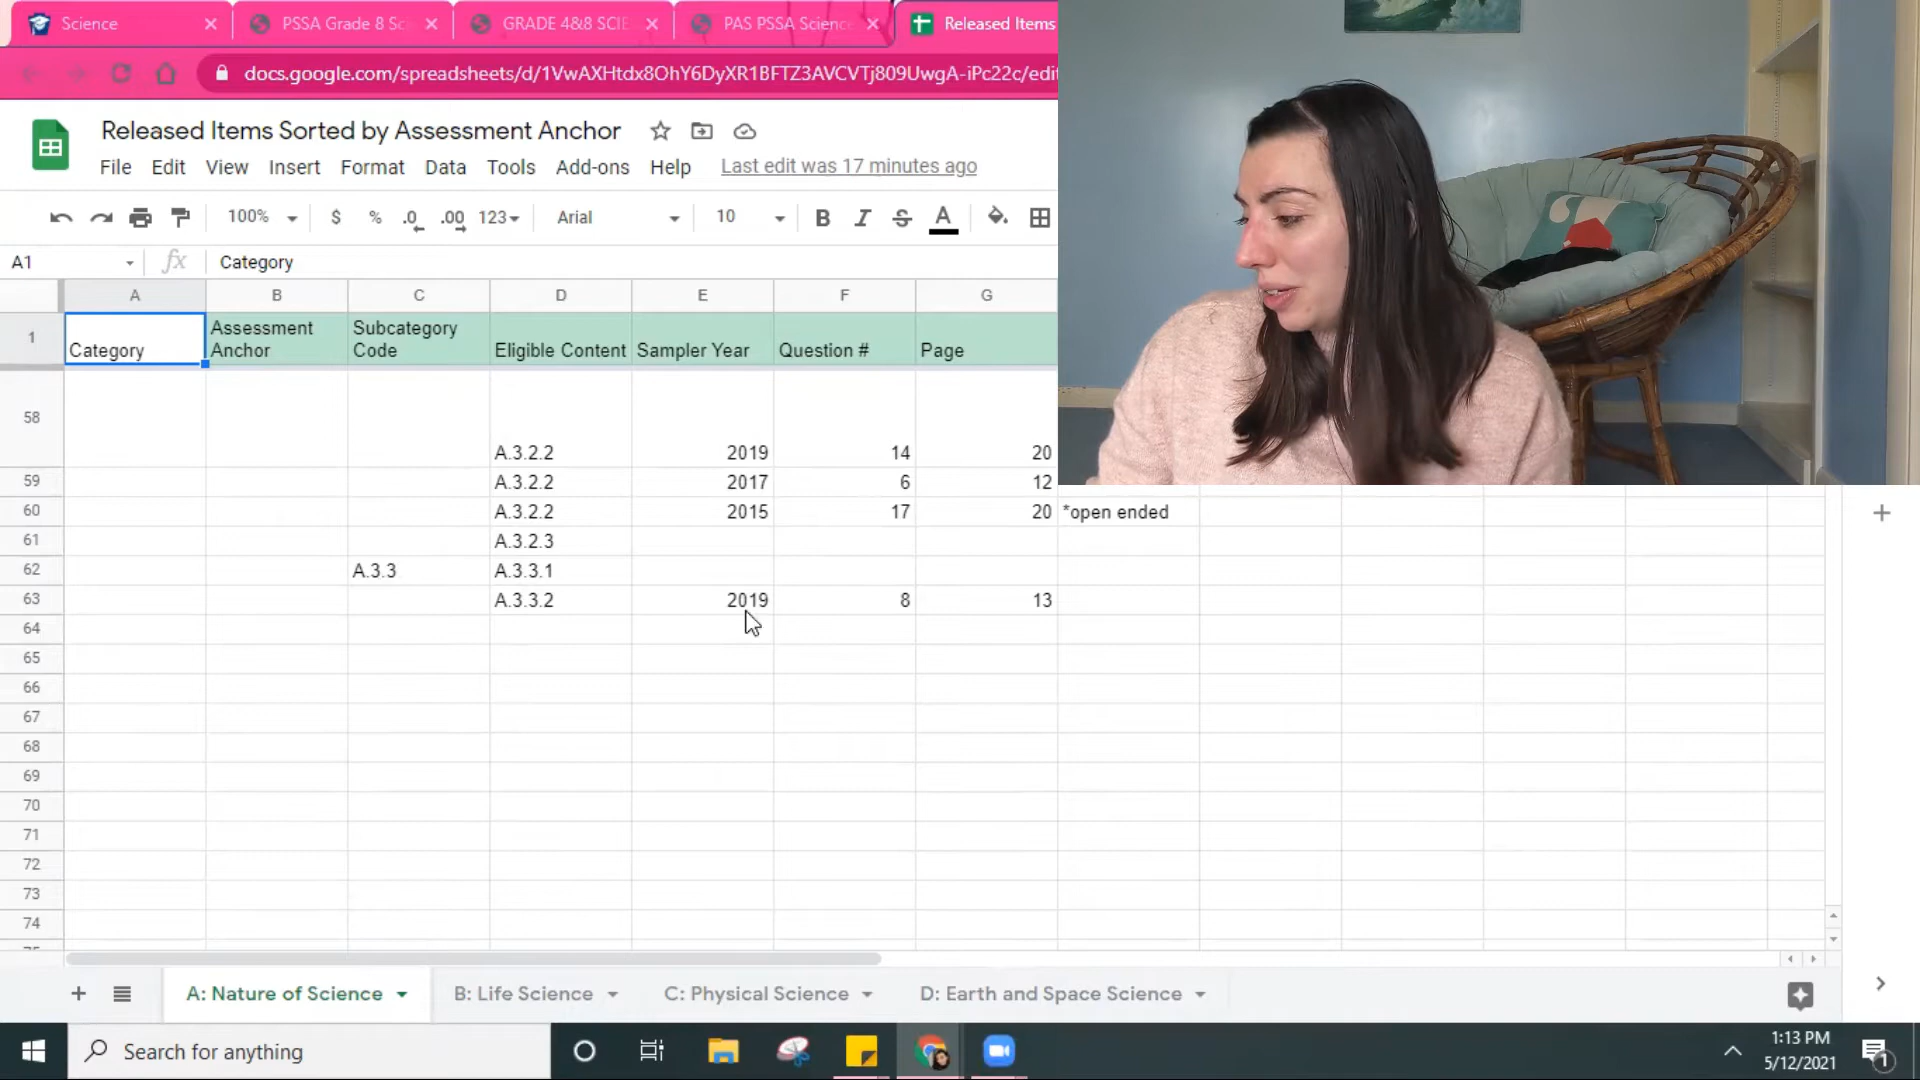 Science
PSSA Grade 8 Sc
GRADE 4&8 SCIE
PAS PSSA Science
Released Items
docs.google.com/spreadsheets/d/1VwAXHtdx8OhY6DyXR1BFTZ3AVCVTj809UwgA-iPc22c/edit
Released Items Sorted by Assessment Anchor
File Edit View Insert Format Data Tools Add-ons Help Last edit was 17 minutes ago
100% $ % .0 .00 123 Arial 10 B I S A
A1 fx Category
A B C D E F G
1 Category Assessment Anchor Subcategory Code Eligible Content Sampler Year Question # Page
58 A.3.2.2 2019 14 20
59 A.3.2.2 2017 6 12
60 A.3.2.2 2015 17 20 *open ended
61 A.3.2.3
62 A.3.3 A.3.3.1
63 A.3.3.2 2019 8 13
64
65
66
67
68
69
70
71
72
73
74
A: Nature of Science B: Life Science C: Physical Science D: Earth and Space Science
Search for anything
1:13 PM
5/12/2021
1